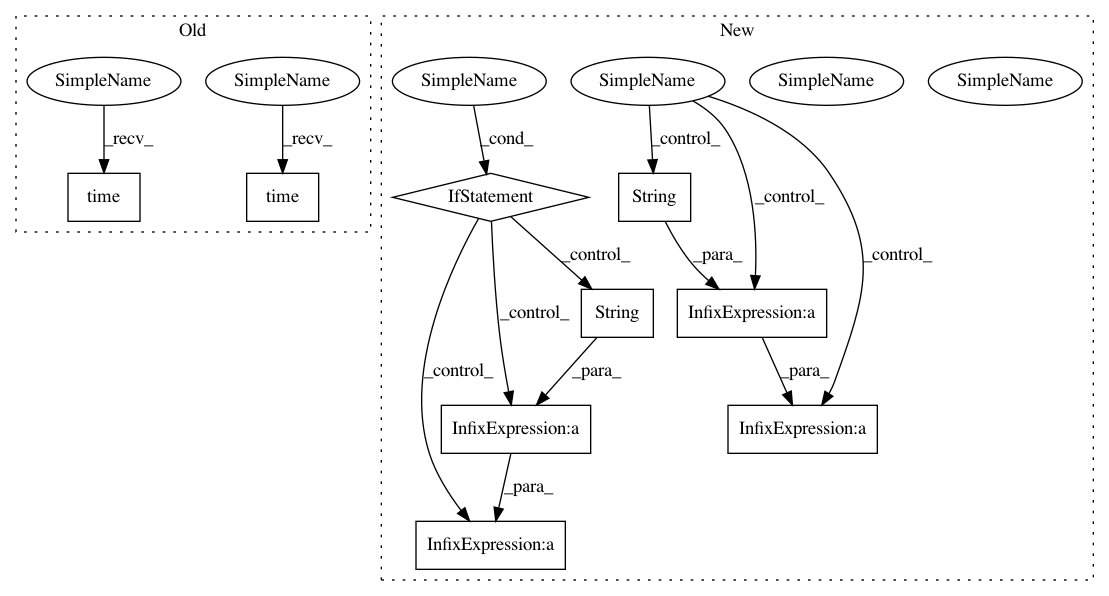 Old
New
SimpleName
SimpleName
SimpleName
SimpleName
SimpleName
SimpleName
_recv_
_recv_
_cond_
_control_
time
time
IfStatement
String
_control_
_control_
_para_
_control_
_control_
String
InfixExpression:a
_control_
_para_
_para_
InfixExpression:a
InfixExpression:a
_para_
InfixExpression:a